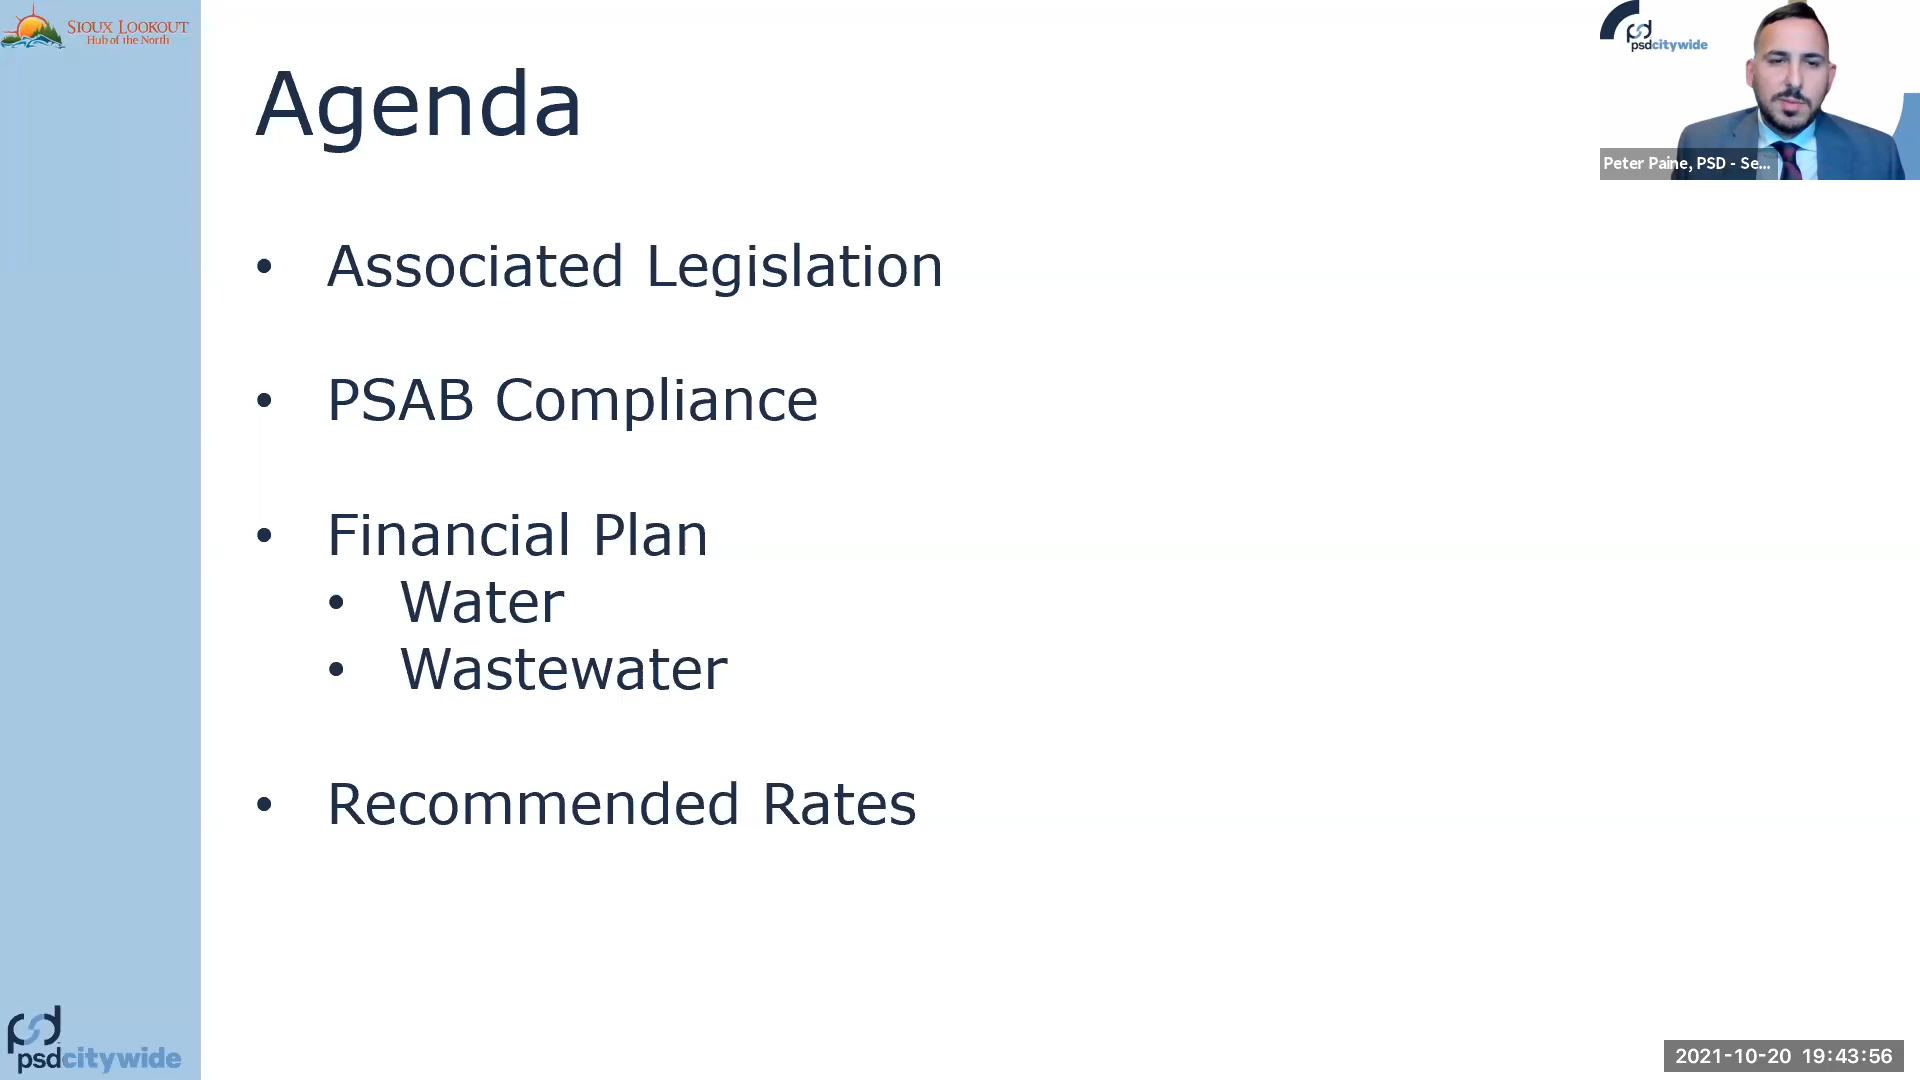 SIOUX LOOKOUT
Hub of the North
psdcitywide
Peter Paine, PSD - Se...
Agenda
• Associated Legislation
• PSAB Compliance
• Financial Plan
• Water
• Wastewater
• Recommended Rates
psd
psdcitywide
2021-10-20 19:43:56